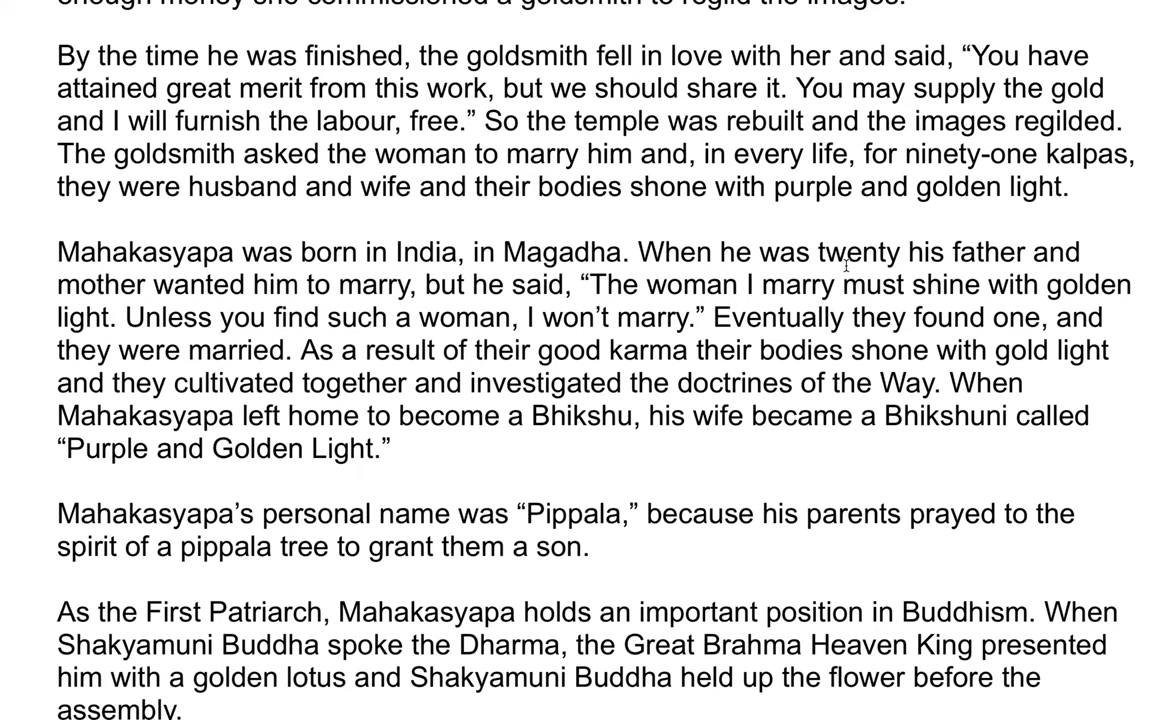 enough money she commissioned a goldsmith to regild the images.
By the time he was finished, the goldsmith fell in love with her and said, “You have
attained great merit from this work, but we should share it. You may supply the gold
and I will furnish the labour, free.” So the temple was rebuilt and the images regilded.
The goldsmith asked the woman to marry him and, in every life, for ninety-one kalpas,
they were husband and wife and their bodies shone with purple and golden light.
Mahakasyapa was born in India, in Magadha. When he was twenty his father and
mother wanted him to marry, but he said, “The woman I marry must shine with golden
light. Unless you find such a woman, I won’t marry.” Eventually they found one, and
they were married. As a result of their good karma their bodies shone with gold light
and they cultivated together and investigated the doctrines of the Way. When
Mahakasyapa left home to become a Bhikshu, his wife became a Bhikshuni called
“Purple and Golden Light.”
Mahakasyapa’s personal name was “Pippala,” because his parents prayed to the
spirit of a pippala tree to grant them a son.
As the First Patriarch, Mahakasyapa holds an important position in Buddhism. When
Shakyamuni Buddha spoke the Dharma, the Great Brahma Heaven King presented
him with a golden lotus and Shakyamuni Buddha held up the flower before the
assembly.